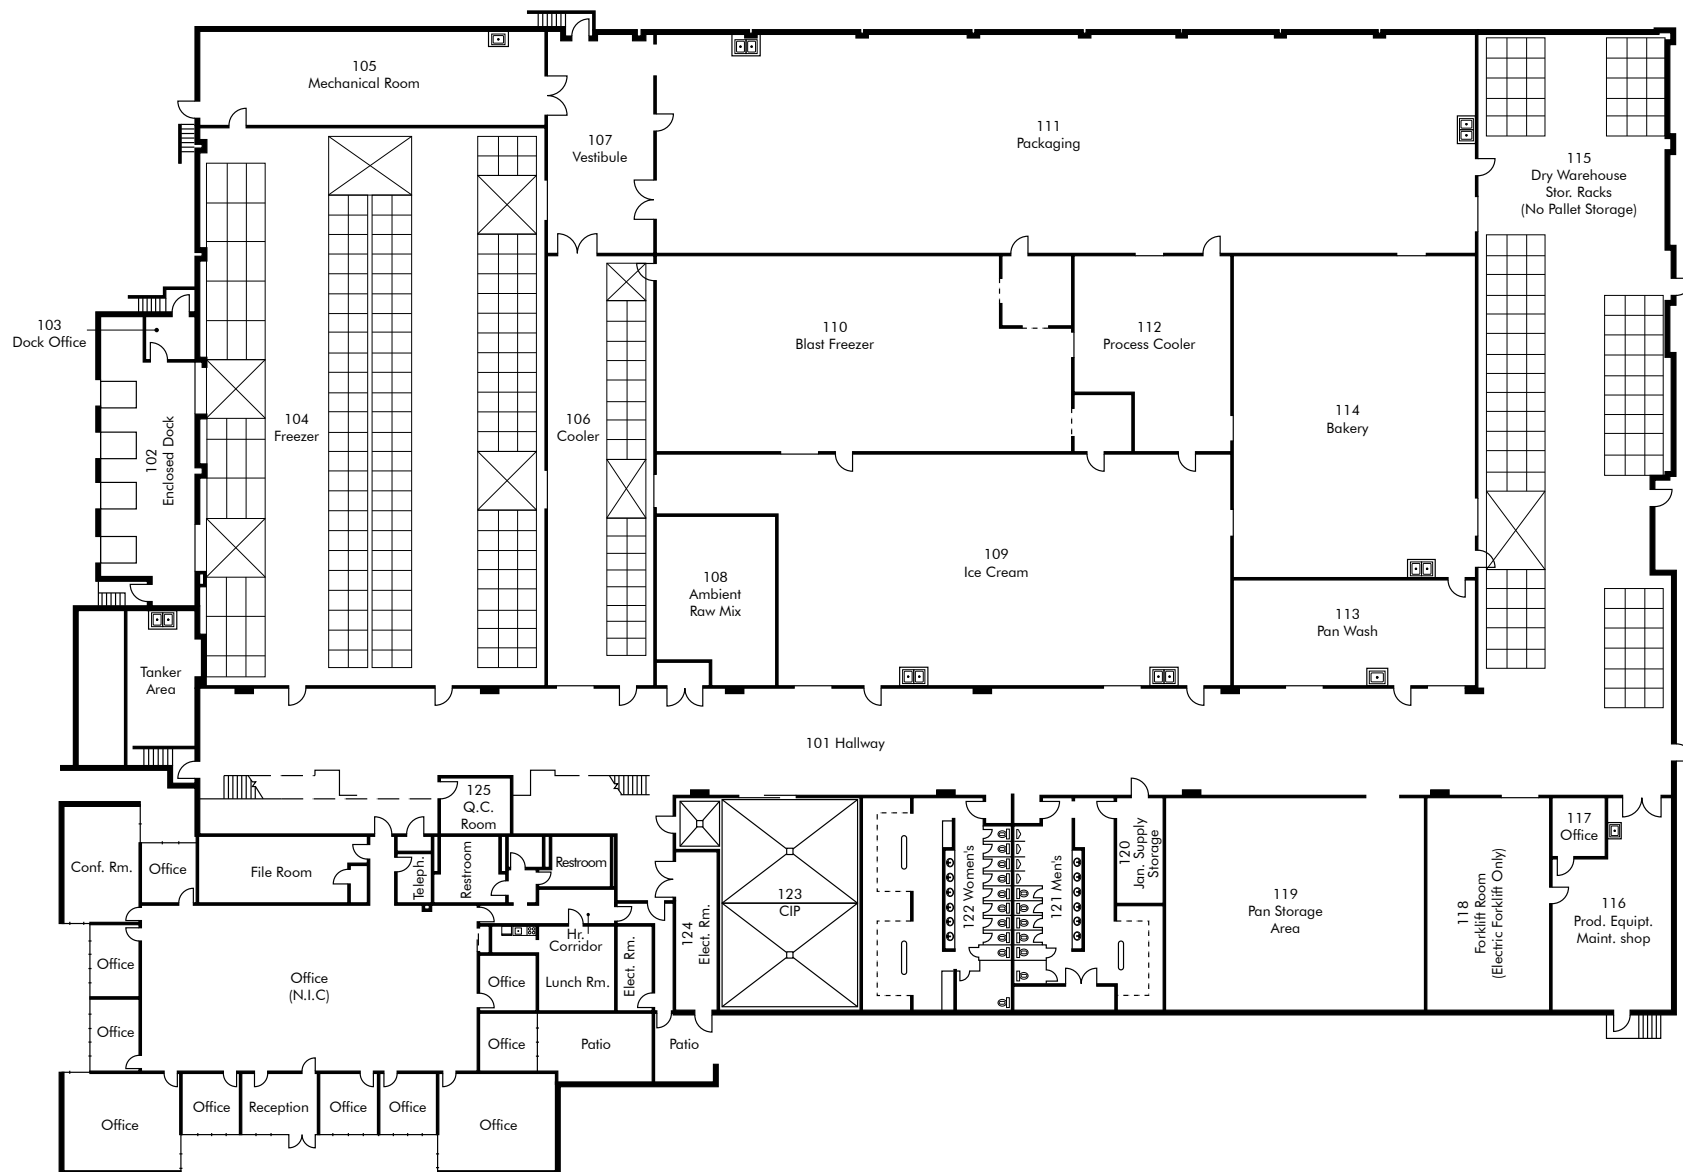 105
Mechanical Room
107
Vestibule
111
Packaging
115
Dry Warehouse
Stor. Racks
(No Pallet Storage)
103
Dock Office
102
Enclosed Dock
104
Freezer
106
Cooler
110
Blast Freezer
112
Process Cooler
114
Bakery
109
Ice Cream
108
Ambient
Raw Mix
113
Pan Wash
Tanker
Area
101 Hallway
125
Q.C.
Room
Conf. Rm.
Office
File Room
Teleph.
Restroom
Restroom
124
Elect. Rm.
123
CIP
122 Women's
121 Men's
120
Jan. Supply
Storage
119
Pan Storage
Area
118
Forklift Room
(Electric Forklift Only)
117
Office
116
Prod. Equipt.
Maint. shop
Office
Office
Office
(N.I.C)
Hr.
Corridor
Office
Lunch Rm.
Elect. Rm.
Office
Patio
Patio
Office
Office
Reception
Office
Office
Office